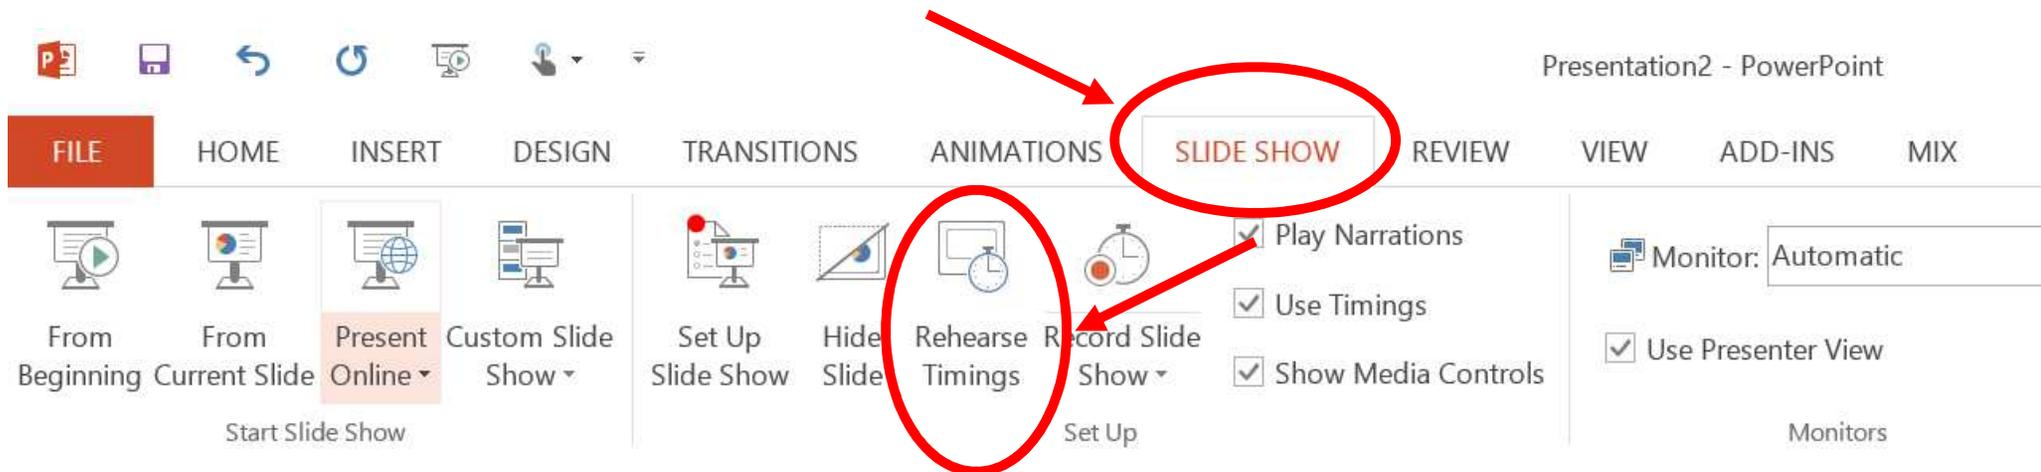 Presentation2 - PowerPoint
FILE HOME INSERT DESIGN TRANSITIONS ANIMATIONS SLIDE SHOW REVIEW VIEW ADD-INS MIX
From Beginning
From Current Slide
Present Online
Custom Slide Show
Start Slide Show
Set Up Slide Show
Hide Slide
Rehearse Timings
Record Slide Show
Play Narrations
Use Timings
Show Media Controls
Set Up
Monitor: Automatic
Use Presenter View
Monitors